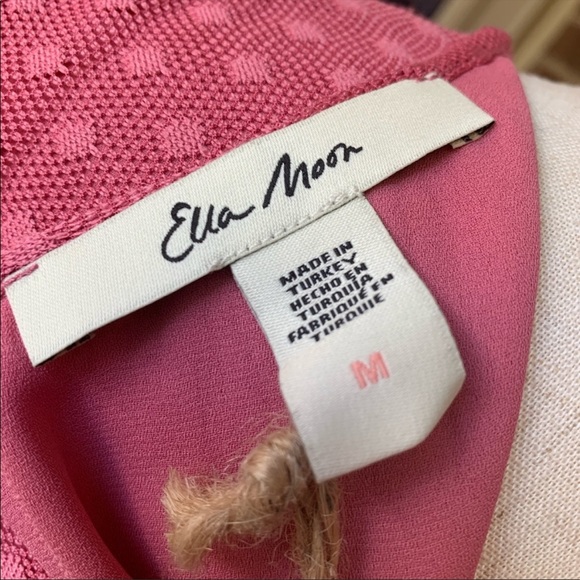 Ella Moon
MADE IN
TURKEY
HECHO EN
TURQUÍA
FABRIQUÉ EN
TURQUIE
M